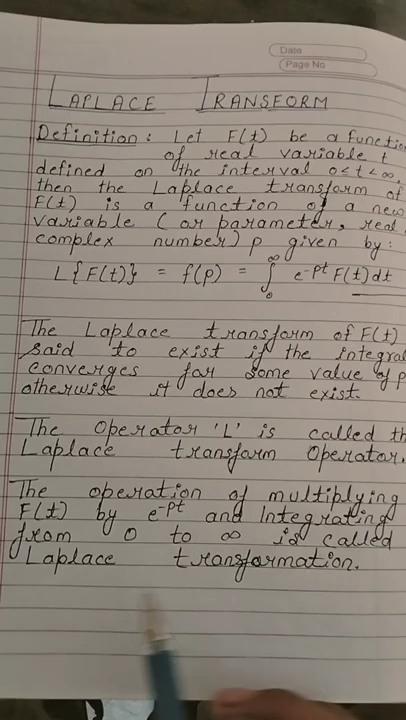 Date
Page No
LAPLACE TRANSFORM
Definition : Let F(t) be a function
of real variable t
defined on the interval 0≤t<∞,
then the Laplace transform of
F(t) is a function of a new
variable (or parameter, real
complex number) p given by:
L{F(t)} = f(p) = ∫₀^∞ e^-pt F(t)dt
The Laplace transform of F(t)
said to exist if the integral
converges for some value of p
otherwise it does not exist.
The Operator 'L' is called th
Laplace transform Operator.
The operation of multiplying
F(t) by e^-pt and Integrating
from 0 to ∞ is called
Laplace transformation.